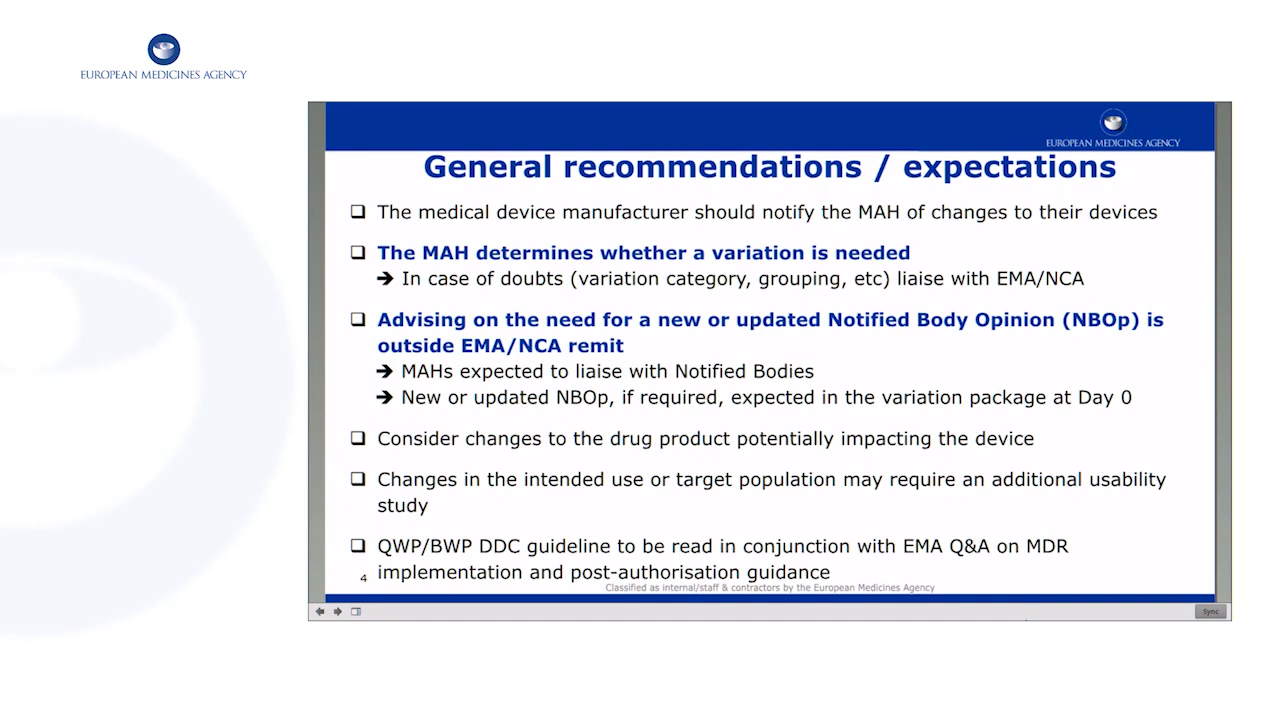 EUROPEAN MEDICINES AGENCY
EUROPEAN MEDICINES AGENCY
General recommendations / expectations
❑ The medical device manufacturer should notify the MAH of changes to their devices
❑ The MAH determines whether a variation is needed
➔ In case of doubts (variation category, grouping, etc) liaise with EMA/NCA
❑ Advising on the need for a new or updated Notified Body Opinion (NBOp) is
outside EMA/NCA remit
➔ MAHs expected to liaise with Notified Bodies
➔ New or updated NBOp, if required, expected in the variation package at Day 0
❑ Consider changes to the drug product potentially impacting the device
❑ Changes in the intended use or target population may require an additional usability
study
❑ QWP/BWP DDC guideline to be read in conjunction with EMA Q&A on MDR
implementation and post-authorisation guidance
4
Classified as internal/staff & contractors by the European Medicines Agency
Sync